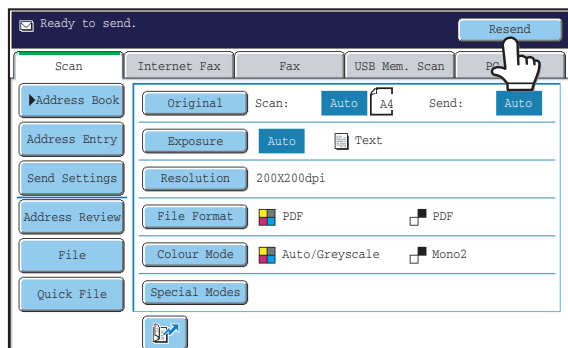 Ready to send.
Resend
Scan
Internet Fax
Fax
USB Mem. Scan
PC
Address Book
Original
Scan:
Auto
A4
Send:
Auto
Address Entry
Exposure
Auto
Text
Send Settings
Resolution
200X200dpi
Address Review
File Format
PDF
PDF
File
Colour Mode
Auto/Greyscale
Mono2
Quick File
Special Modes